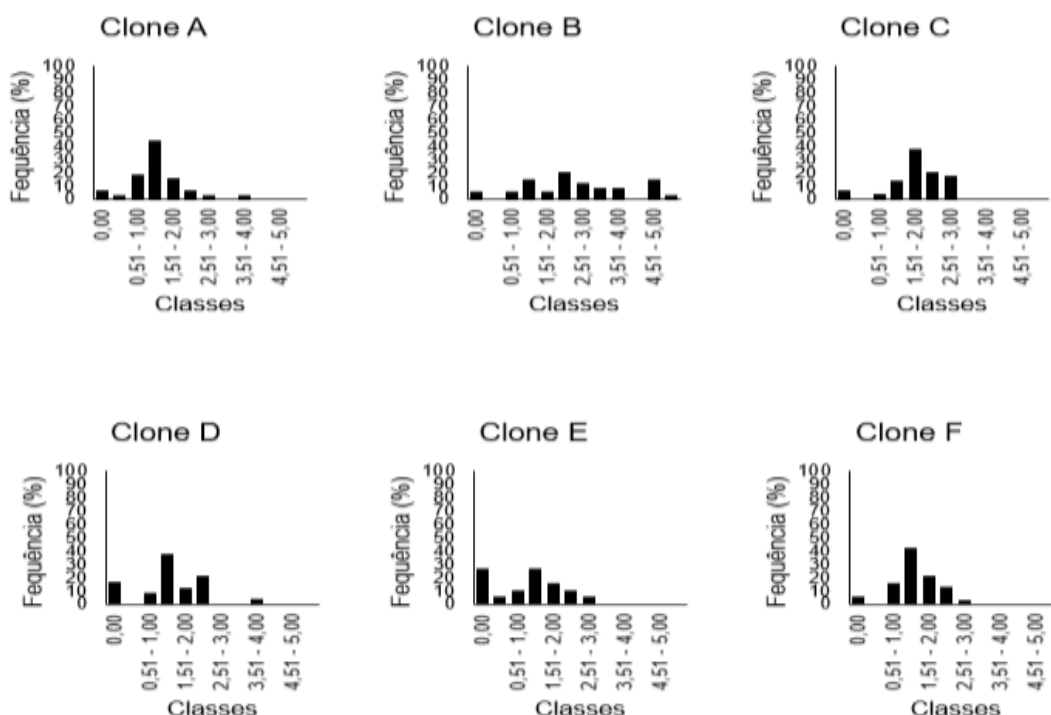 Clone A
Clone B
Clone C
Fequência (%)
100
90
80
70
60
50
40
30
20
10
0
0,00
0,51 - 1,00
1,51 - 2,00
2,51 - 3,00
3,51 - 4,00
4,51 - 5,00
Classes
Fequência (%)
100
90
80
70
60
50
40
30
20
10
0
0,00
0,51 - 1,00
1,51 - 2,00
2,51 - 3,00
3,51 - 4,00
4,51 - 5,00
Classes
Fequência (%)
100
90
80
70
60
50
40
30
20
10
0
0,00
0,51 - 1,00
1,51 - 2,00
2,51 - 3,00
3,51 - 4,00
4,51 - 5,00
Classes
Clone D
Clone E
Clone F
Fequência (%)
100
90
80
70
60
50
40
30
20
10
0
0,00
0,51 - 1,00
1,51 - 2,00
2,51 - 3,00
3,51 - 4,00
4,51 - 5,00
Classes
Fequência (%)
100
90
80
70
60
50
40
30
20
10
0
0,00
0,51 - 1,00
1,51 - 2,00
2,51 - 3,00
3,51 - 4,00
4,51 - 5,00
Classes
Fequência (%)
100
90
80
70
60
50
40
30
20
10
0
0,00
0,51 - 1,00
1,51 - 2,00
2,51 - 3,00
3,51 - 4,00
4,51 - 5,00
Classes